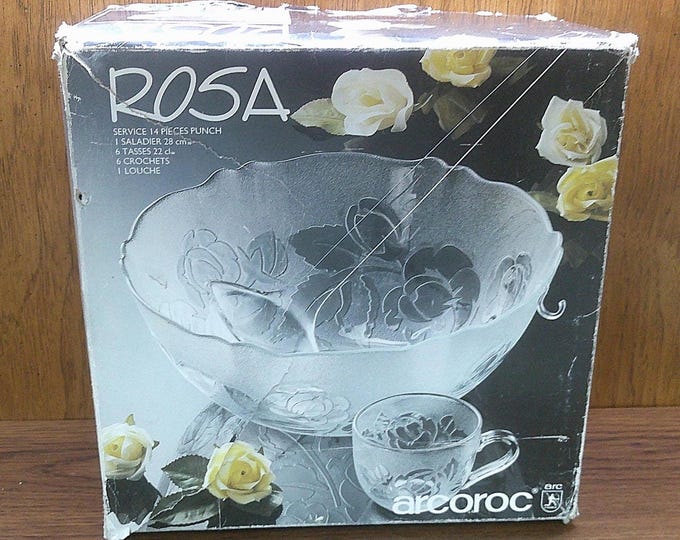 ROSA
SERVICE 14 PIECES PUNCH
1 SALADIER 28 cm
6 TASSES 22 cl
6 CROCHETS
1 LOUCHE
arc
arcoroc®